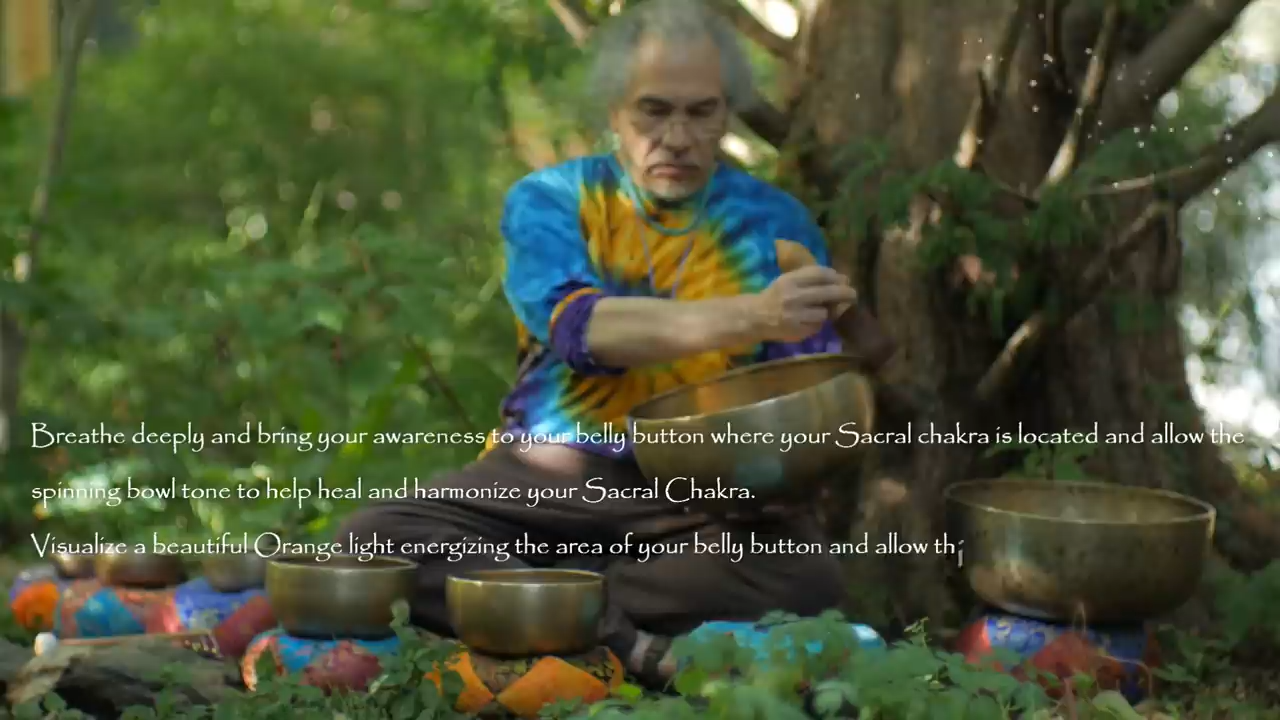 Breathe deeply and bring your awareness to your belly button where your Sacral chakra is located and allow the
spinning bowl tone to help heal and harmonize your Sacral Chakra.
Visualize a beautiful Orange light energizing the area of your belly button and allow thi